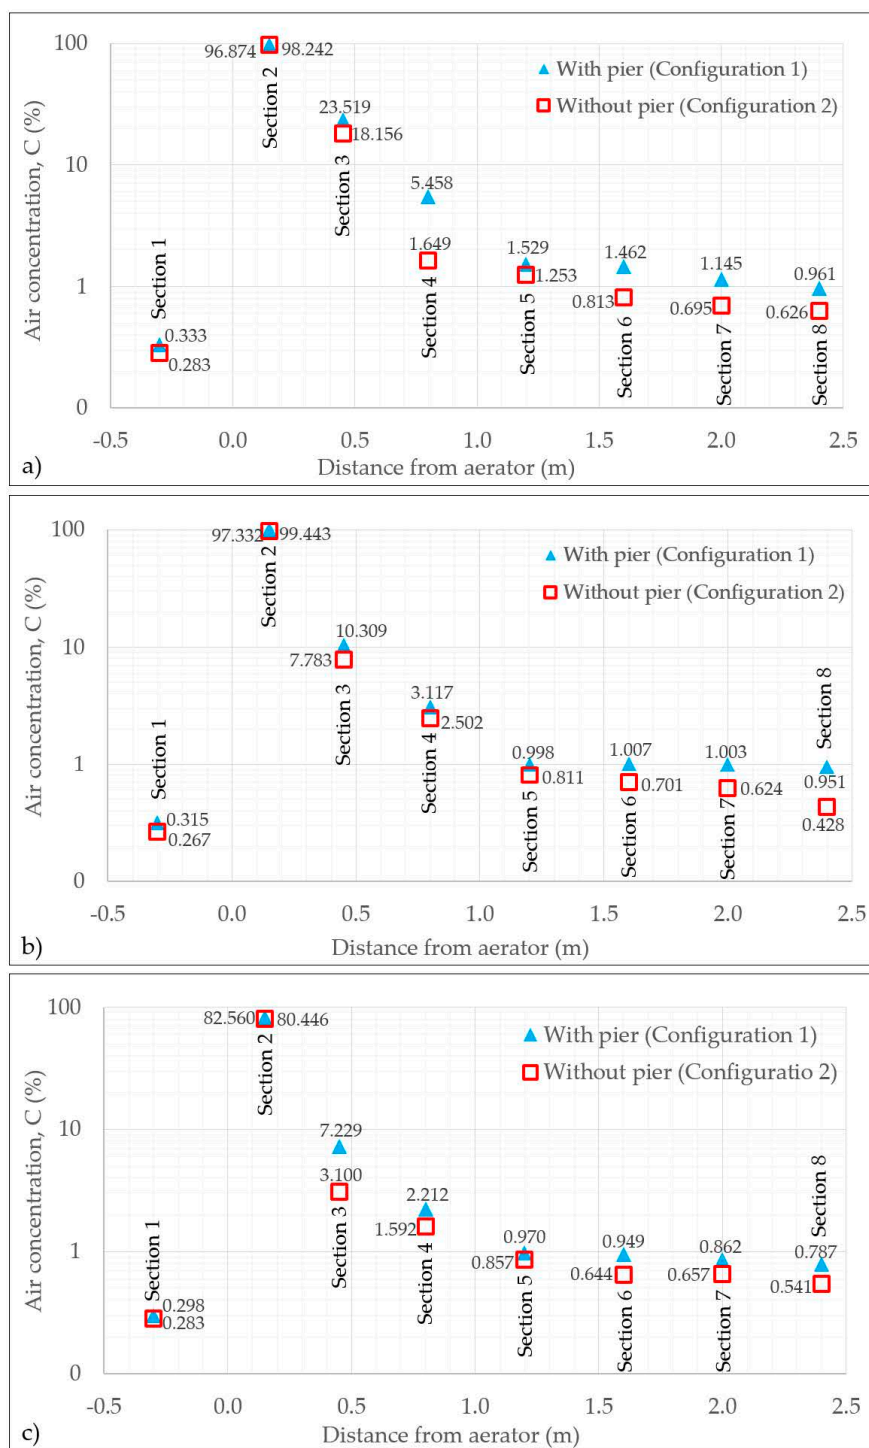 100
96.874
98.242
With pier (Configuration 1)
Without pier (Configuration 2)
Section 2
23.519
18.156
10
Section 3
5.458
1.649
Section 4
Section 1
1.529
1.253
Section 5
1.462
0.813
Section 6
1.145
0.695
Section 7
0.961
0.626
Section 8
1
0.333
0.283
0
Air concentration, C (%)
-0.5 0.0 0.5 1.0 1.5 2.0 2.5
Distance from aerator (m)
a)
100
97.332
99.443
With pier (Configuration 1)
Without pier (Configuration 2)
Section 2
10.309
7.783
10
Section 3
3.117
2.502
Section 4
Section 1
0.998
0.811
Section 5
1.007
0.701
Section 6
1.003
0.624
Section 7
Section 8
0.951
0.428
1
0.315
0.267
0
Air concentration, C (%)
-0.5 0.0 0.5 1.0 1.5 2.0 2.5
Distance from aerator (m)
b)
100
82.560
80.446
With pier (Configuration 1)
Without pier (Configuratio 2)
Section 2
10
7.229
3.100
Section 3
2.212
1.592
Section 4
Section 1
0.970
0.857
Section 5
0.949
0.644
Section 6
0.862
0.657
Section 7
Section 8
0.787
0.541
1
0.298
0.283
0
Air concentration, C (%)
-0.5 0.0 0.5 1.0 1.5 2.0 2.5
Distance from aerator (m)
c)